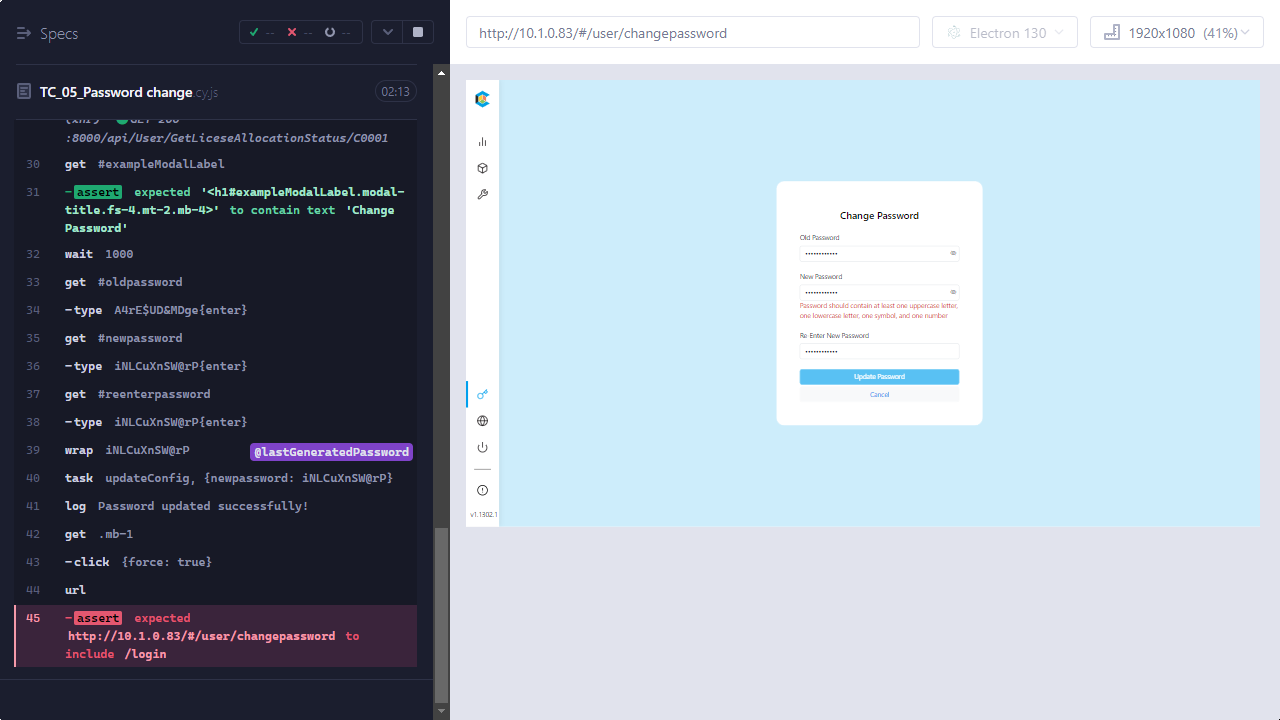 Specs
-- -- --
TC_05_Password change.cy.js 02:13
(xhr) GET 200
:8000/api/User/GetLiceseAllocationStatus/C0001
30 get #exampleModalLabel
31 -assert expected '<h1#exampleModalLabel.modal-
title.fs-4.mt-2.mb-4>' to contain text 'Change
Password'
32 wait 1000
33 get #oldpassword
34 -type A4rE$UD&MDge{enter}
35 get #newpassword
36 -type iNLCuXnSW@rP{enter}
37 get #reenterpassword
38 -type iNLCuXnSW@rP{enter}
39 wrap iNLCuXnSW@rP @lastGeneratedPassword
40 task updateConfig, {newpassword: iNLCuXnSW@rP}
41 log Password updated successfully!
42 get .mb-1
43 -click {force: true}
44 url
45 -assert expected
http://10.1.0.83/#/user/changepassword to
include /login
http://10.1.0.83/#/user/changepassword
Electron 130
1920x1080 (41%)
Change Password
Old Password
••••••••••••
New Password
••••••••••••
Password should contain at least one uppercase letter,
one lowercase letter, one symbol, and one number
Re Enter New Password
••••••••••••
Update Password
Cancel
v1.1302.1